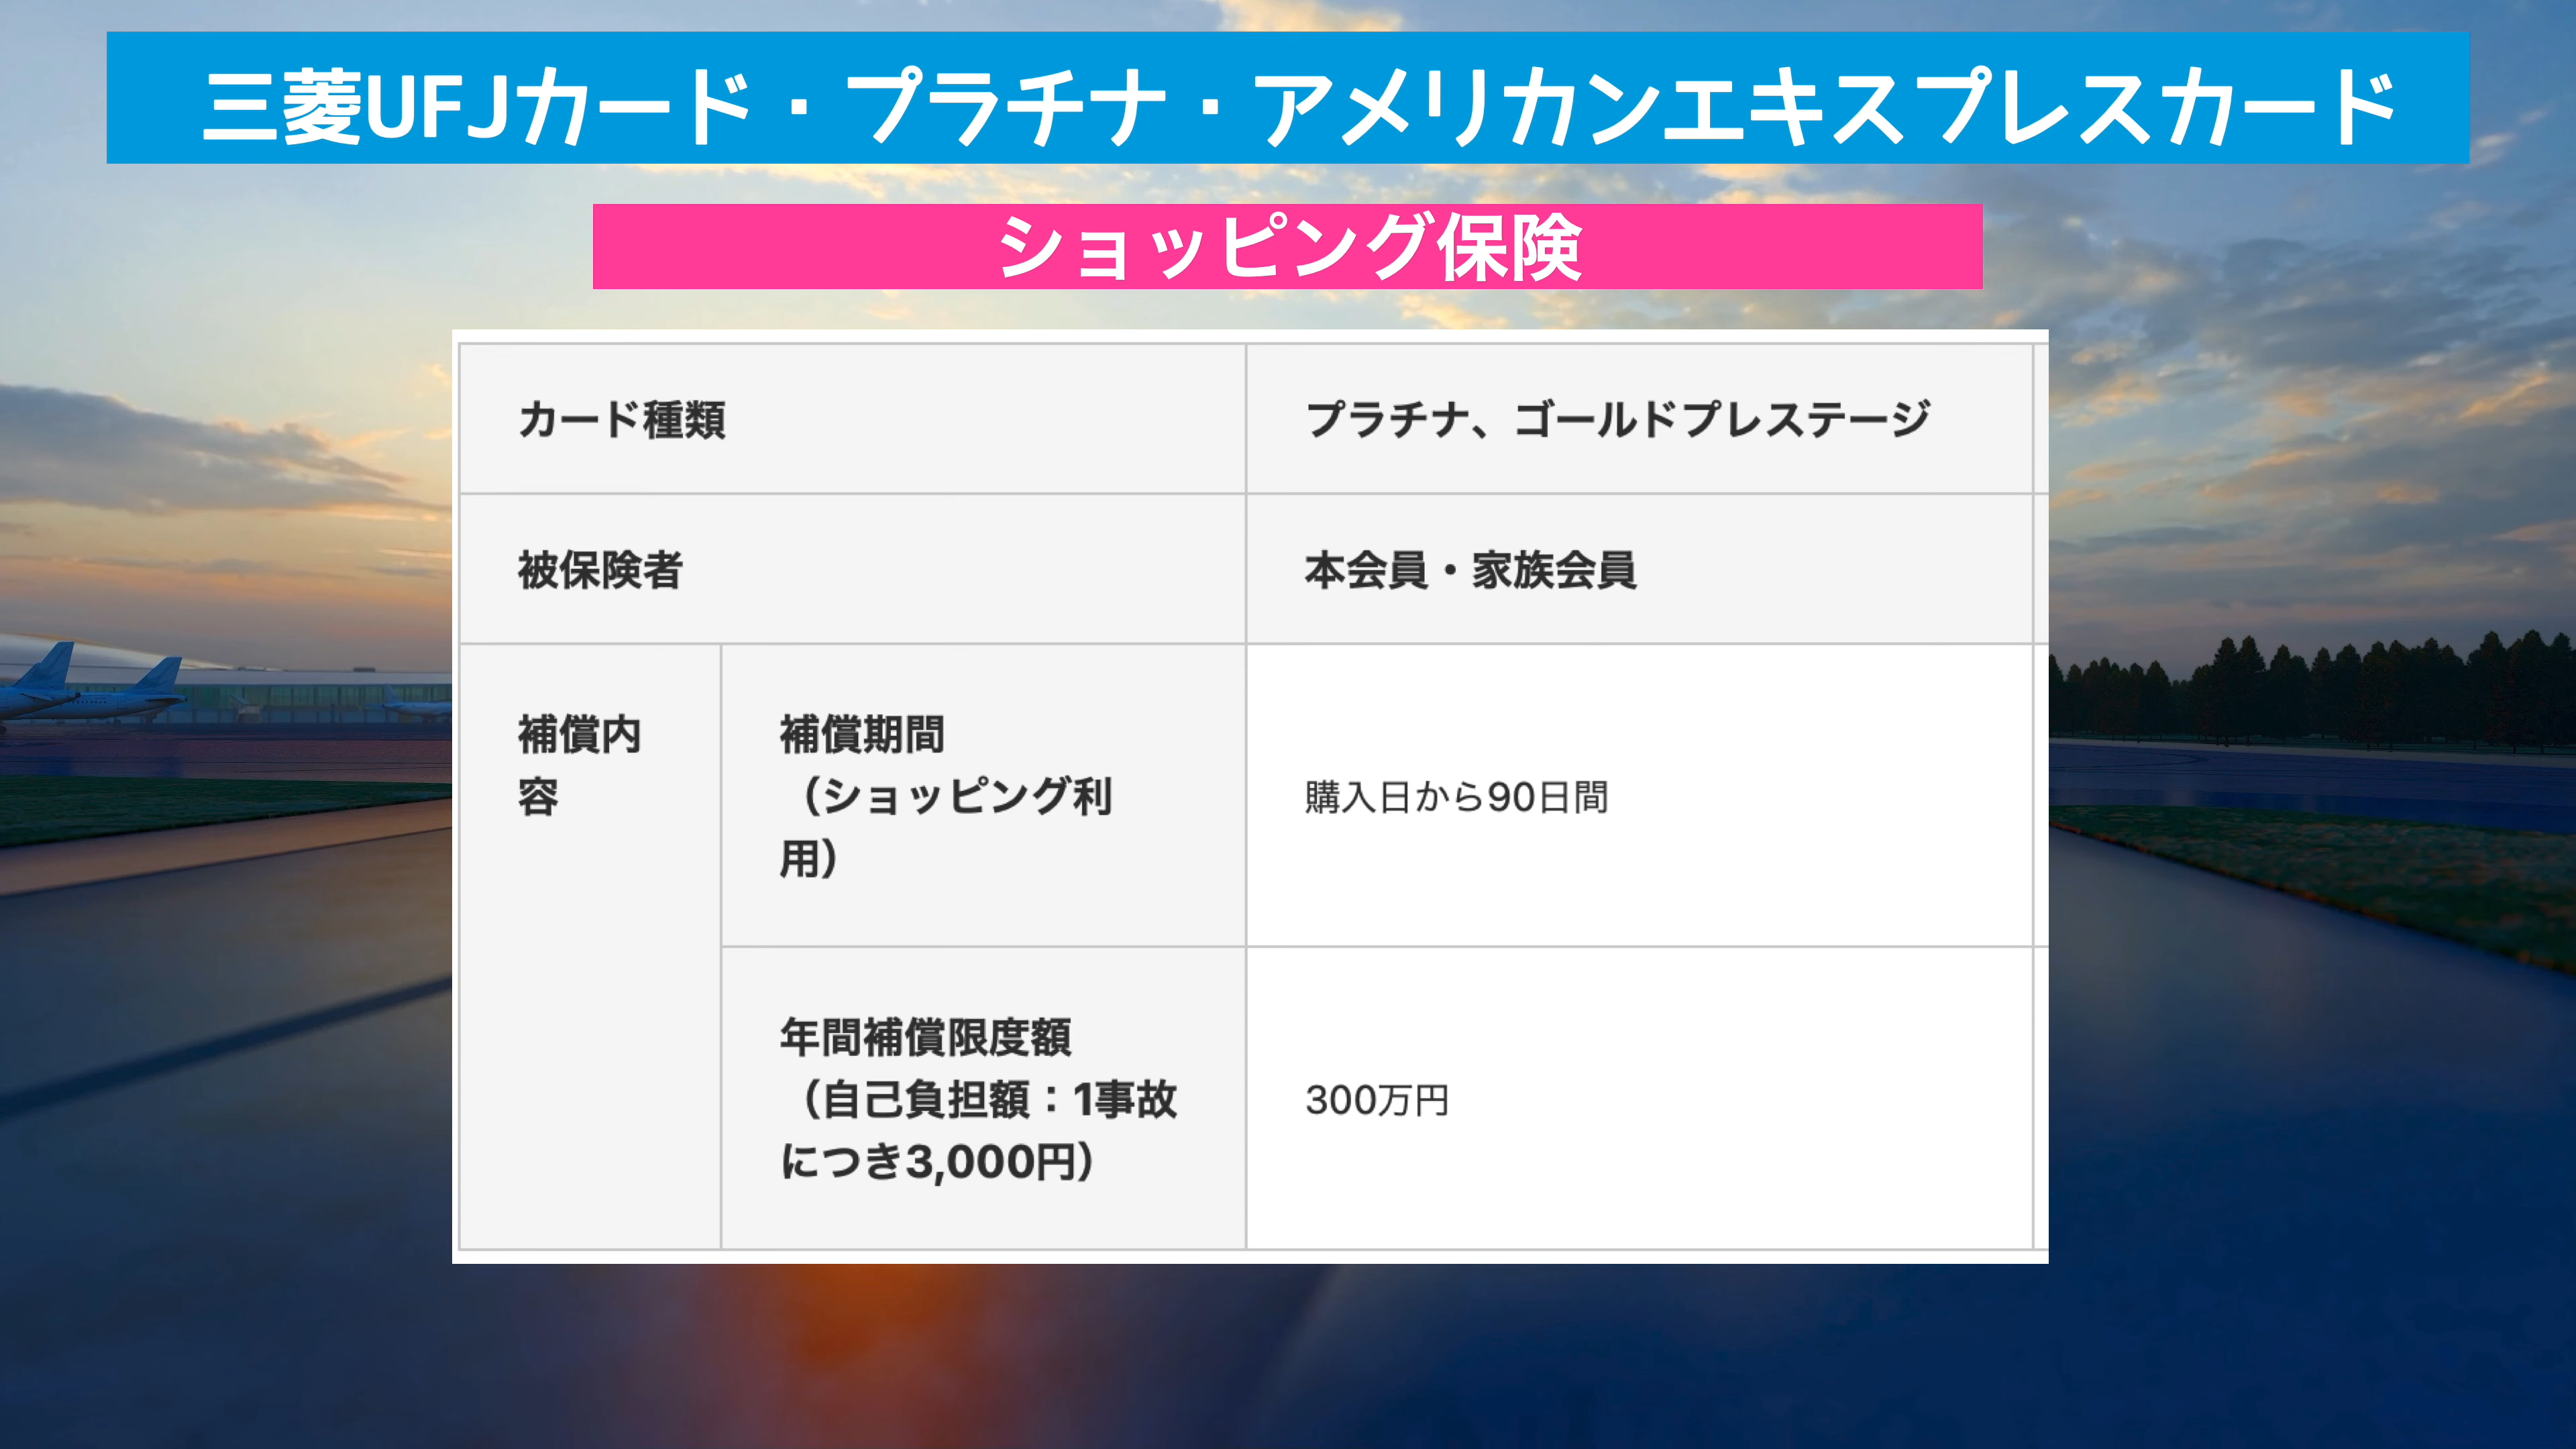 三菱UFJカード・プラチナ・アメリカンエキスプレスカード
ショッピング保険
カード種類
プラチナ、ゴールドプレステージ
被保険者
本会員・家族会員
補償内
容
補償期間
（ショッピング利
用）
購入日から90日間
年間補償限度額
（自己負担額：1事故
につき3,000円）
300万円